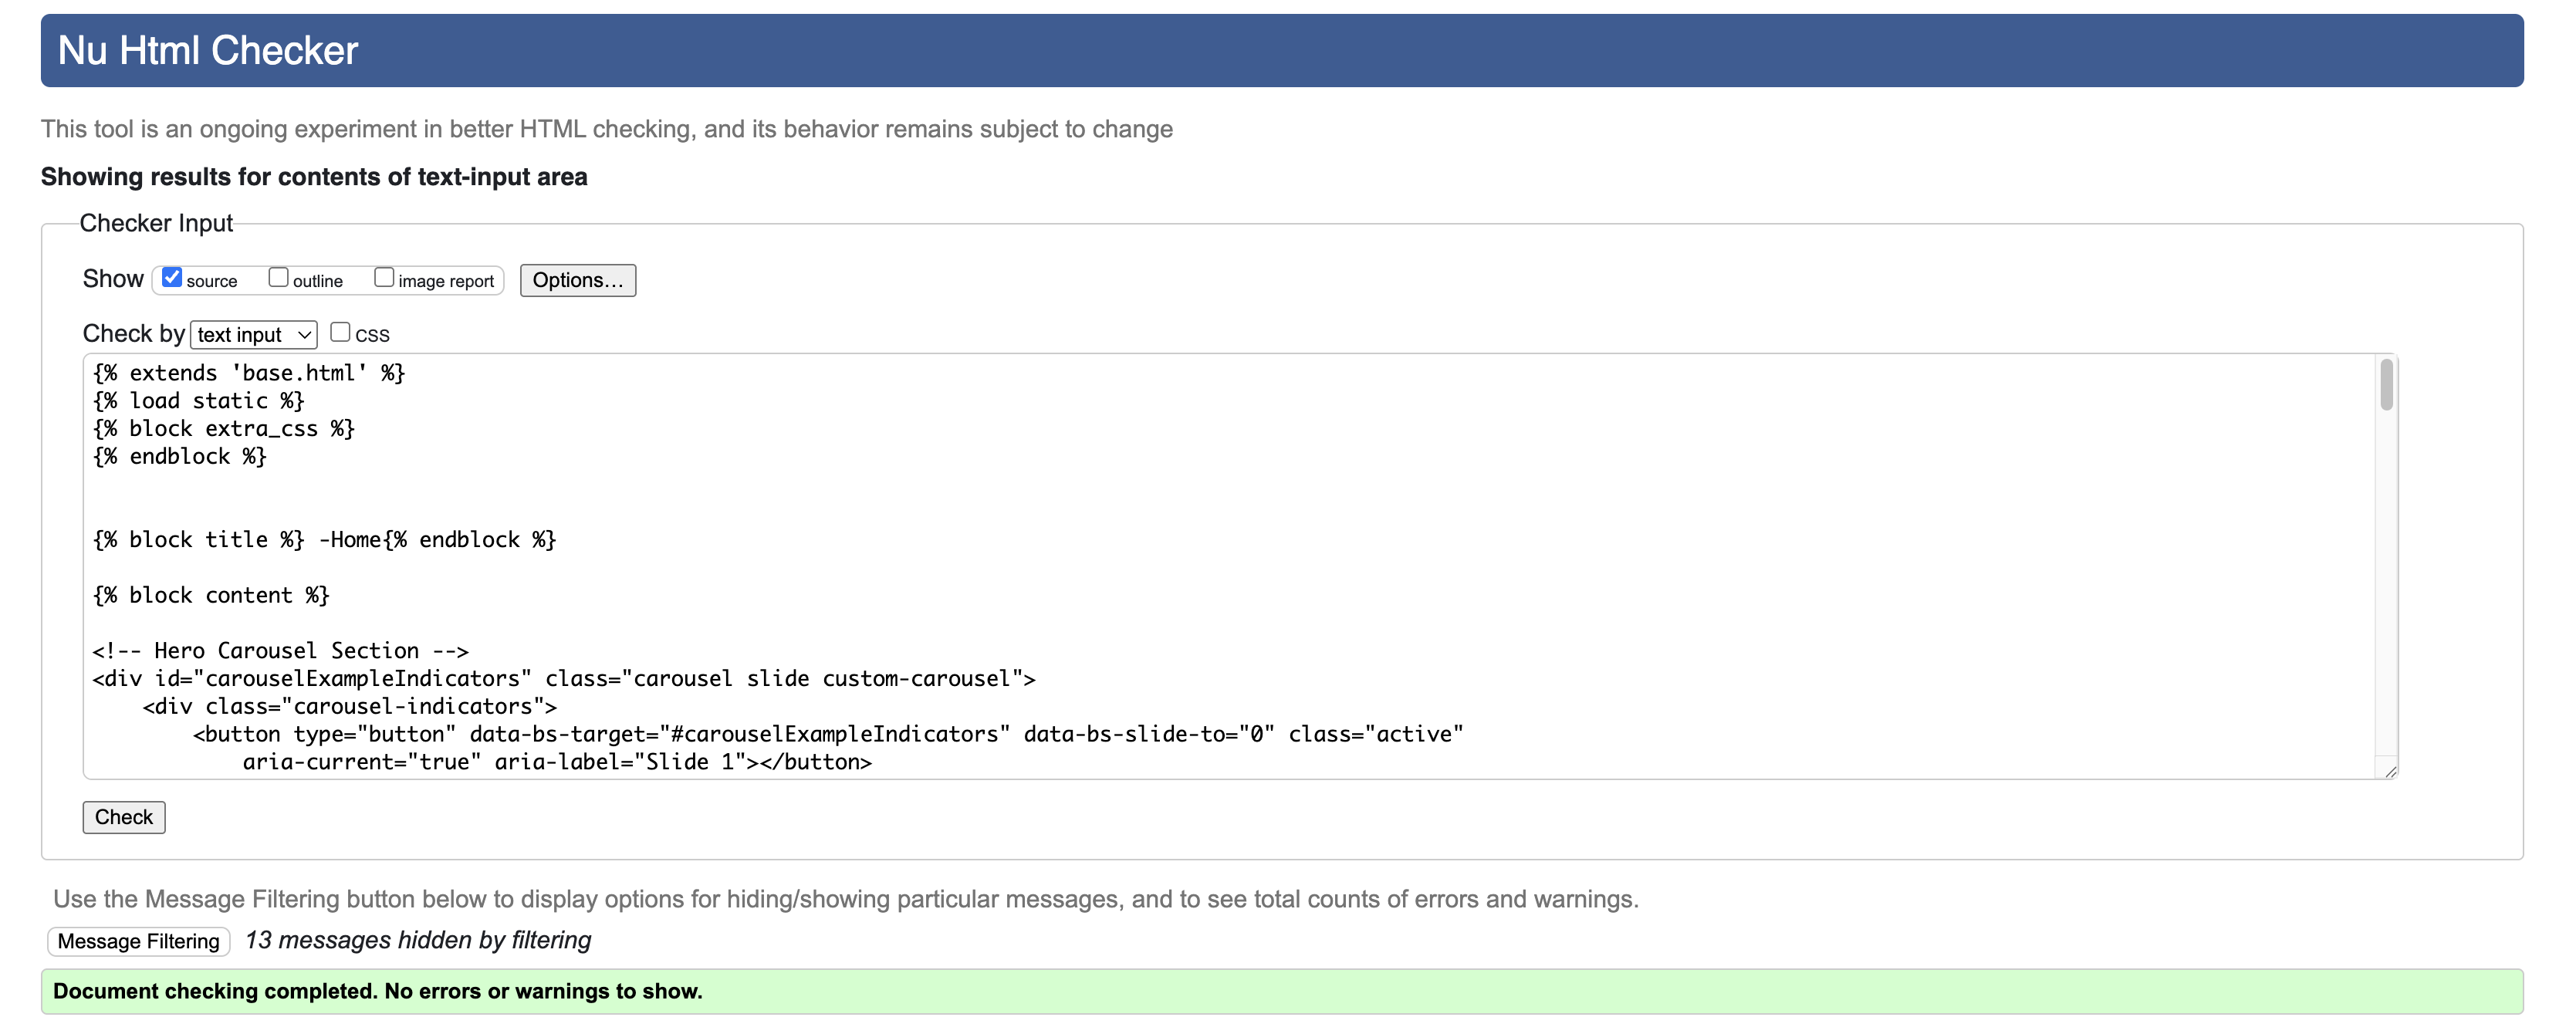 Nu Html Checker
This tool is an ongoing experiment in better HTML checking, and its behavior remains subject to change
Showing results for contents of text-input area
Checker Input
Show source outline image report Options...
Check by text input CSS
{% extends 'base.html' %}
{% load static %}
{% block extra_css %}
{% endblock %}
{% block title %} -Home{% endblock %}
{% block content %}
<!-- Hero Carousel Section -->
<div id="carouselExampleIndicators" class="carousel slide custom-carousel">
    <div class="carousel-indicators">
        <button type="button" data-bs-target="#carouselExampleIndicators" data-bs-slide-to="0" class="active"
            aria-current="true" aria-label="Slide 1"></button>
Check
Use the Message Filtering button below to display options for hiding/showing particular messages, and to see total counts of errors and warnings.
Message Filtering 13 messages hidden by filtering
Document checking completed. No errors or warnings to show.